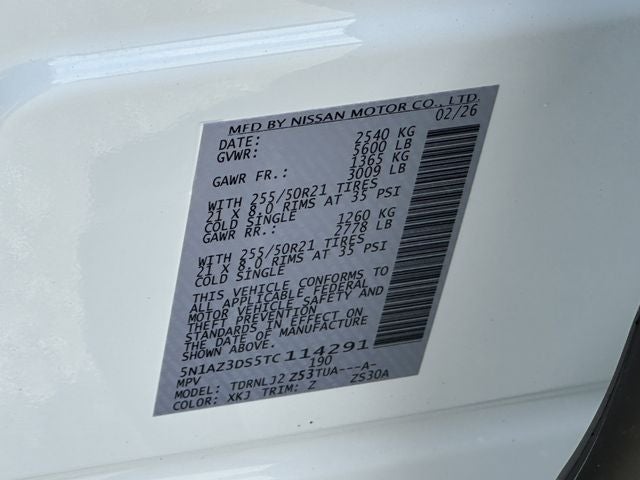 MFD BY NISSAN MOTOR CO., LTD.
DATE: 02/26
GVWR: 2540 KG
5600 LB
GAWR FR.: 1365 KG
3009 LB
WITH 255/50R21 TIRES
21 X 8.0 RIMS AT 35 PSI
COLD SINGLE
GAWR RR.: 1260 KG
2778 LB
WITH 255/50R21 TIRES
21 X 8.0 RIMS AT 35 PSI
COLD SINGLE
THIS VEHICLE CONFORMS TO
ALL APPLICABLE FEDERAL
MOTOR VEHICLE SAFETY AND
THEFT PREVENTION
STANDARDS IN EFFECT ON
THE DATE OF MANUFACTURE
SHOWN ABOVE.
5N1AZ3DS5TC114291
MPV 190
MODEL: TDRNLJ2 Z53TUA---A-
COLOR: XKJ TRIM: Z ZS30A